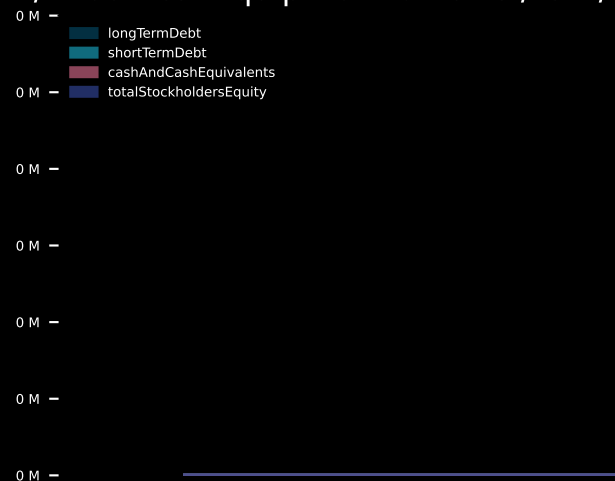 0 M
longTermDebt
shortTermDebt
cashAndCashEquivalents
0 M
totalStockholdersEquity
0 M
0 M
0 M
0 M
0 M